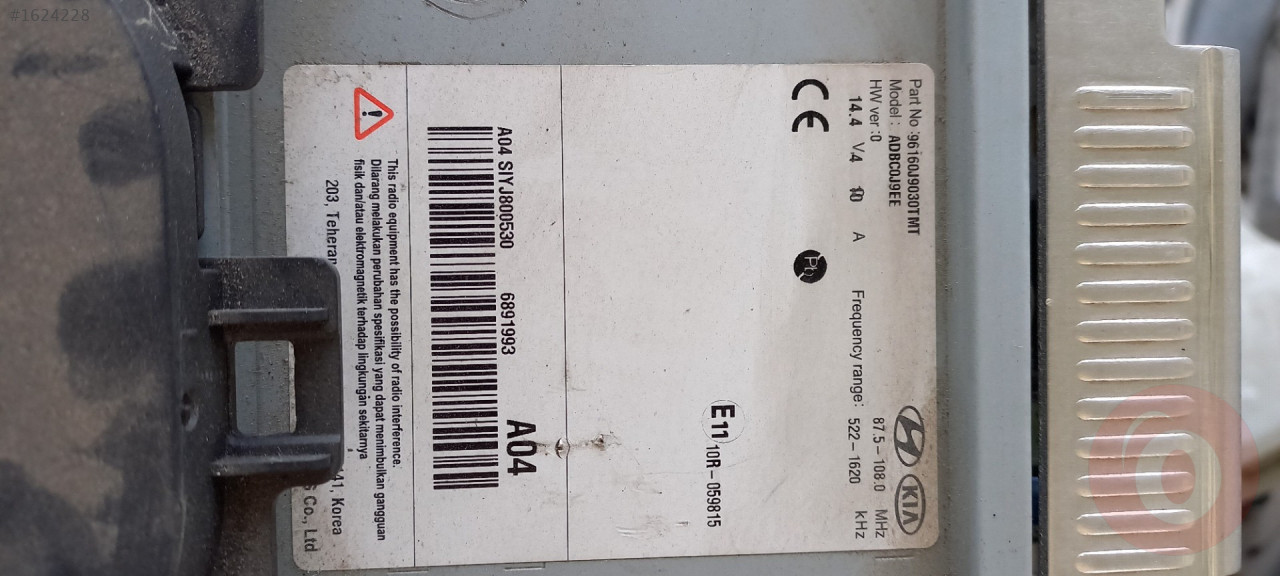 #1624228
Part No :96160J9030TMT
Model : ADBC0J9EE
HW ver :0
14.4 V 4 10 A Frequency range: 87.5 – 108.0 MHz
522 – 1620 kHz
KIA
CE
Pb
E11 10R – 059815
A04 SIYJ800530 6891993
A04
This radio equipment has the possibility of radio interference.
Dilarang melakukan perubahan spesifikasi yang dapat menimbulkan gangguan
fisik dan/atau elektromagnetik terhadap lingkungan sekitarnya
203, Teheran 41, Korea
Co., Ltd